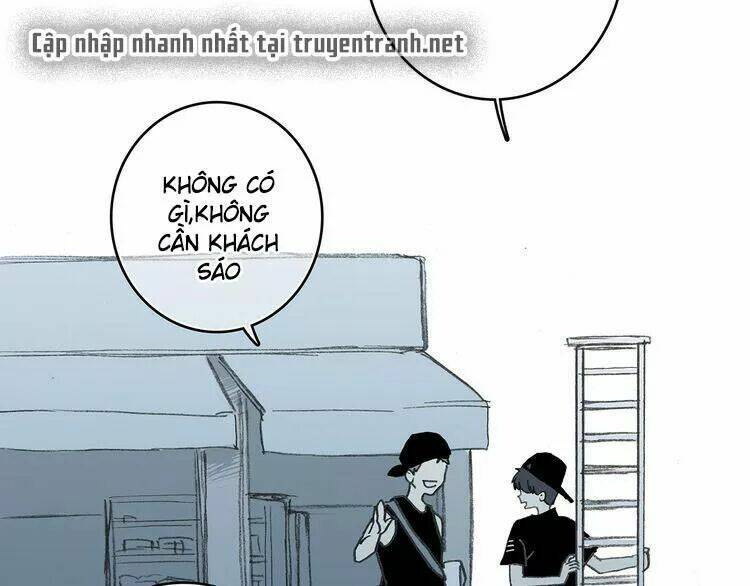 Cập nhập nhanh nhất tại truyentranh.net
KHÔNG CÓ
GÌ,KHÔNG
CẦN KHÁCH
SÁO